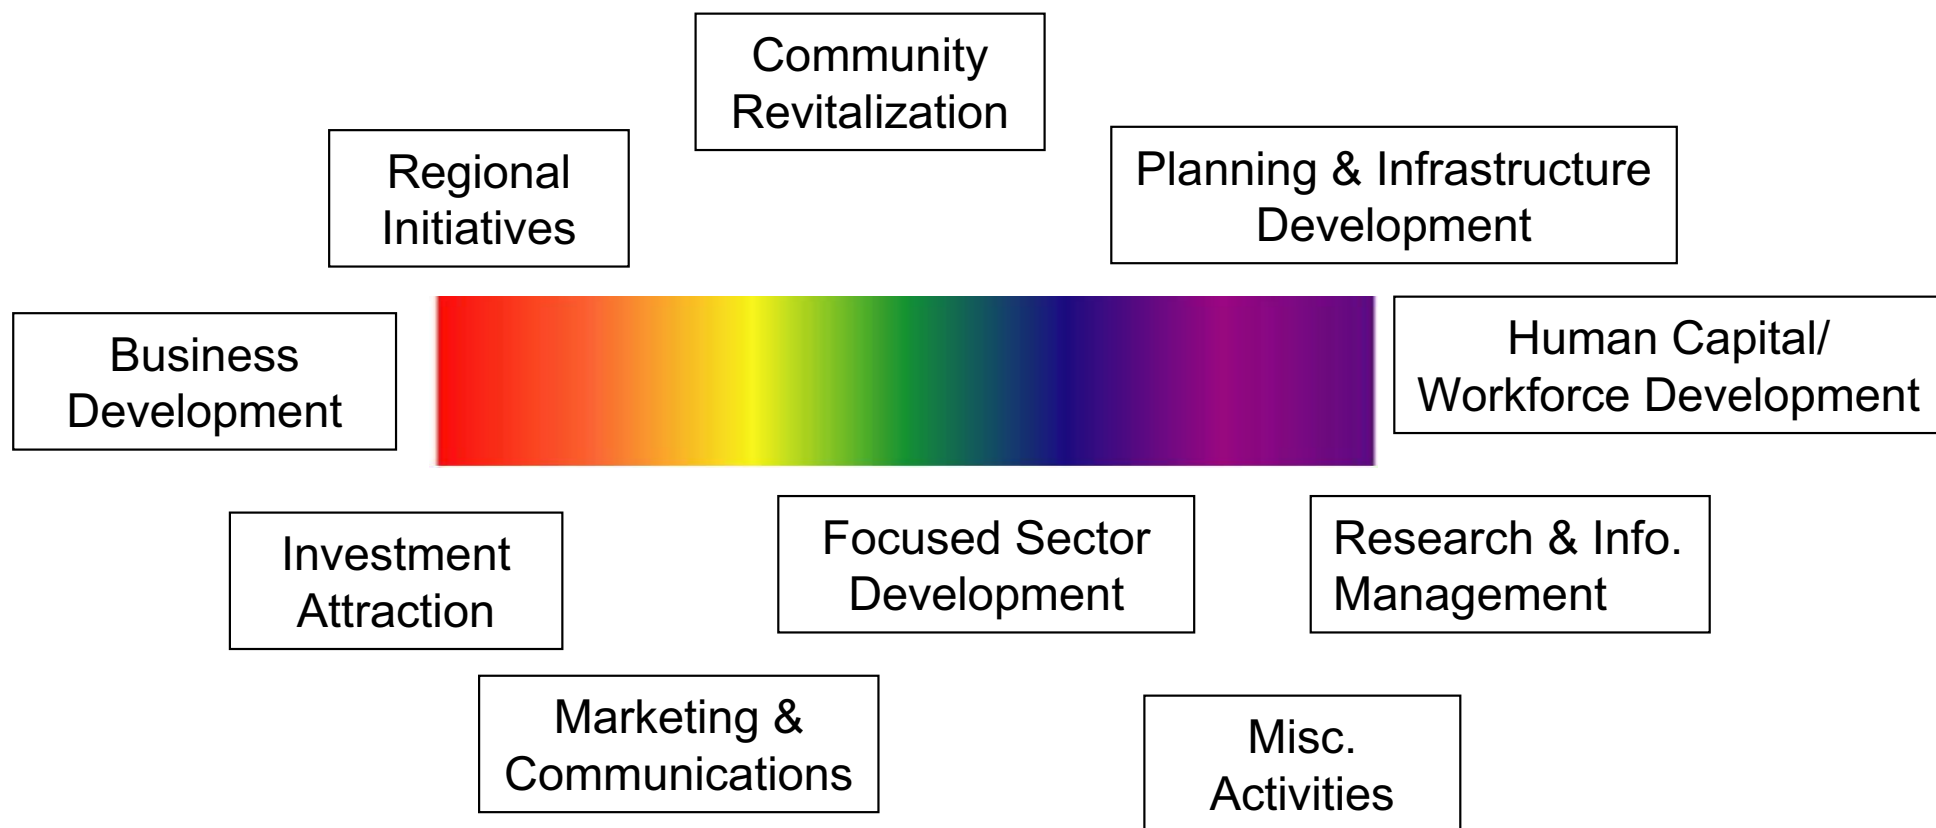 Community
Revitalization
Regional
Initiatives
Planning & Infrastructure
Development
Business
Development
Human Capital/
Workforce Development
Investment
Attraction
Focused Sector
Development
Research & Info.
Management
Marketing &
Communications
Misc.
Activities